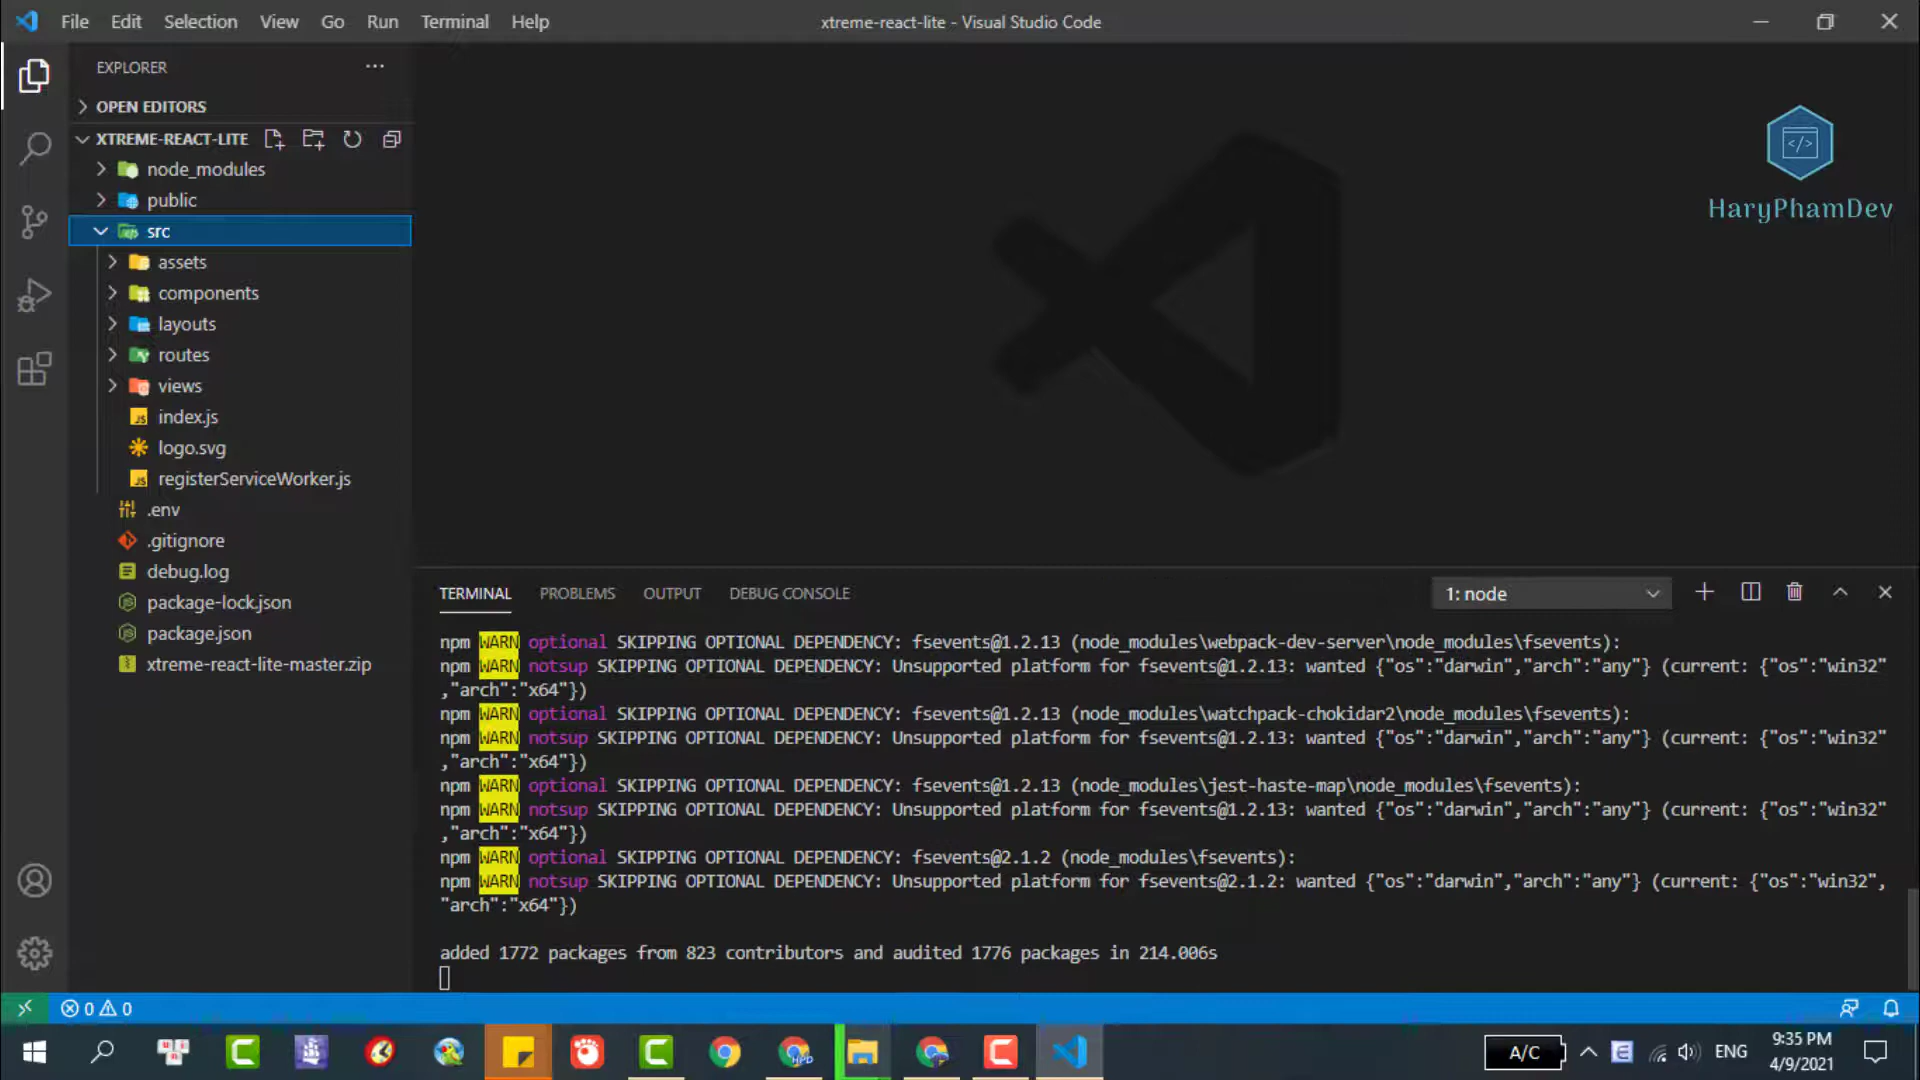 File Edit Selection View Go Run Terminal Help
xtreme-react-lite - Visual Studio Code
EXPLORER
OPEN EDITORS
XTREME-REACT-LITE
node_modules
public
src
assets
components
layouts
routes
views
index.js
logo.svg
registerServiceWorker.js
.env
.gitignore
debug.log
package-lock.json
package.json
xtreme-react-lite-master.zip
</>
HaryPhamDev
TERMINAL PROBLEMS OUTPUT DEBUG CONSOLE
1: node
npm WARN optional SKIPPING OPTIONAL DEPENDENCY: fsevents@1.2.13 (node_modules\webpack-dev-server\node_modules\fsevents):
npm WARN notsup SKIPPING OPTIONAL DEPENDENCY: Unsupported platform for fsevents@1.2.13: wanted {"os":"darwin","arch":"any"} (current: {"os":"win32"
,"arch":"x64"})
npm WARN optional SKIPPING OPTIONAL DEPENDENCY: fsevents@1.2.13 (node_modules\watchpack-chokidar2\node_modules\fsevents):
npm WARN notsup SKIPPING OPTIONAL DEPENDENCY: Unsupported platform for fsevents@1.2.13: wanted {"os":"darwin","arch":"any"} (current: {"os":"win32"
,"arch":"x64"})
npm WARN optional SKIPPING OPTIONAL DEPENDENCY: fsevents@1.2.13 (node_modules\jest-haste-map\node_modules\fsevents):
npm WARN notsup SKIPPING OPTIONAL DEPENDENCY: Unsupported platform for fsevents@1.2.13: wanted {"os":"darwin","arch":"any"} (current: {"os":"win32"
,"arch":"x64"})
npm WARN optional SKIPPING OPTIONAL DEPENDENCY: fsevents@2.1.2 (node_modules\fsevents):
npm WARN notsup SKIPPING OPTIONAL DEPENDENCY: Unsupported platform for fsevents@2.1.2: wanted {"os":"darwin","arch":"any"} (current: {"os":"win32",
"arch":"x64"})
added 1772 packages from 823 contributors and audited 1776 packages in 214.006s
0 0
A/C
ENG
9:35 PM
4/9/2021